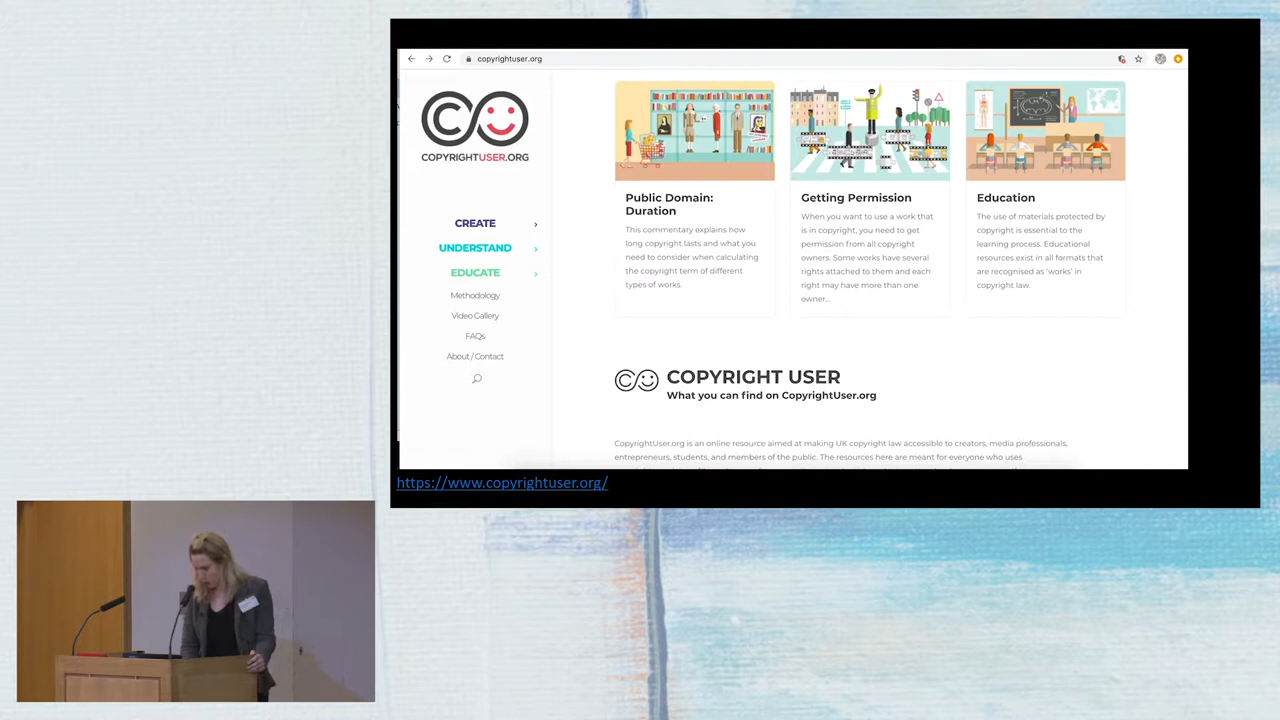 copyrightuser.org
COPYRIGHTUSER.ORG
CREATE
UNDERSTAND
EDUCATE
Methodology
Video Gallery
FAQs
About / Contact
Public Domain:
Duration
This commentary explains how
long copyright lasts and what you
need to consider when calculating
the copyright term of different
types of works.
Getting Permission
When you want to use a work that
is in copyright, you need to get
permission from all copyright
owners. Some works have several
rights attached to them and each
right may have more than one
owner...
Education
The use of materials protected by
copyright is essential to the
learning process. Educational
resources exist in all formats that
are recognised as 'works' in
copyright law.
COPYRIGHT USER
What you can find on CopyrightUser.org
CopyrightUser.org is an online resource aimed at making UK copyright law accessible to creators, media professionals,
entrepreneurs, students, and members of the public. The resources here are meant for everyone who uses
https://www.copyrightuser.org/